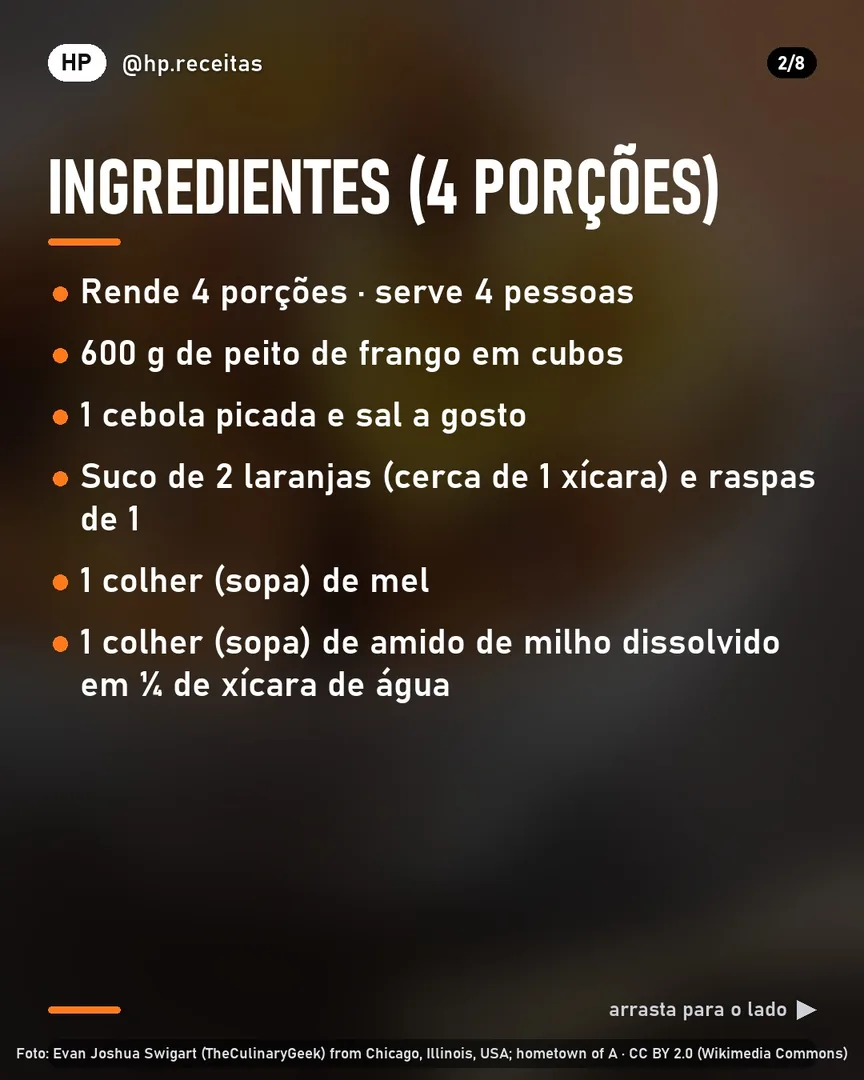 HP @hp.receitas 2/8
INGREDIENTES (4 PORÇÕES)
Rende 4 porções · serve 4 pessoas
600 g de peito de frango em cubos
1 cebola picada e sal a gosto
Suco de 2 laranjas (cerca de 1 xícara) e raspas
de 1
1 colher (sopa) de mel
1 colher (sopa) de amido de milho dissolvido
em ¼ de xícara de água
arrasta para o lado ▶
Foto: Evan Joshua Swigart (TheCulinaryGeek) from Chicago, Illinois, USA; hometown of A · CC BY 2.0 (Wikimedia Commons)